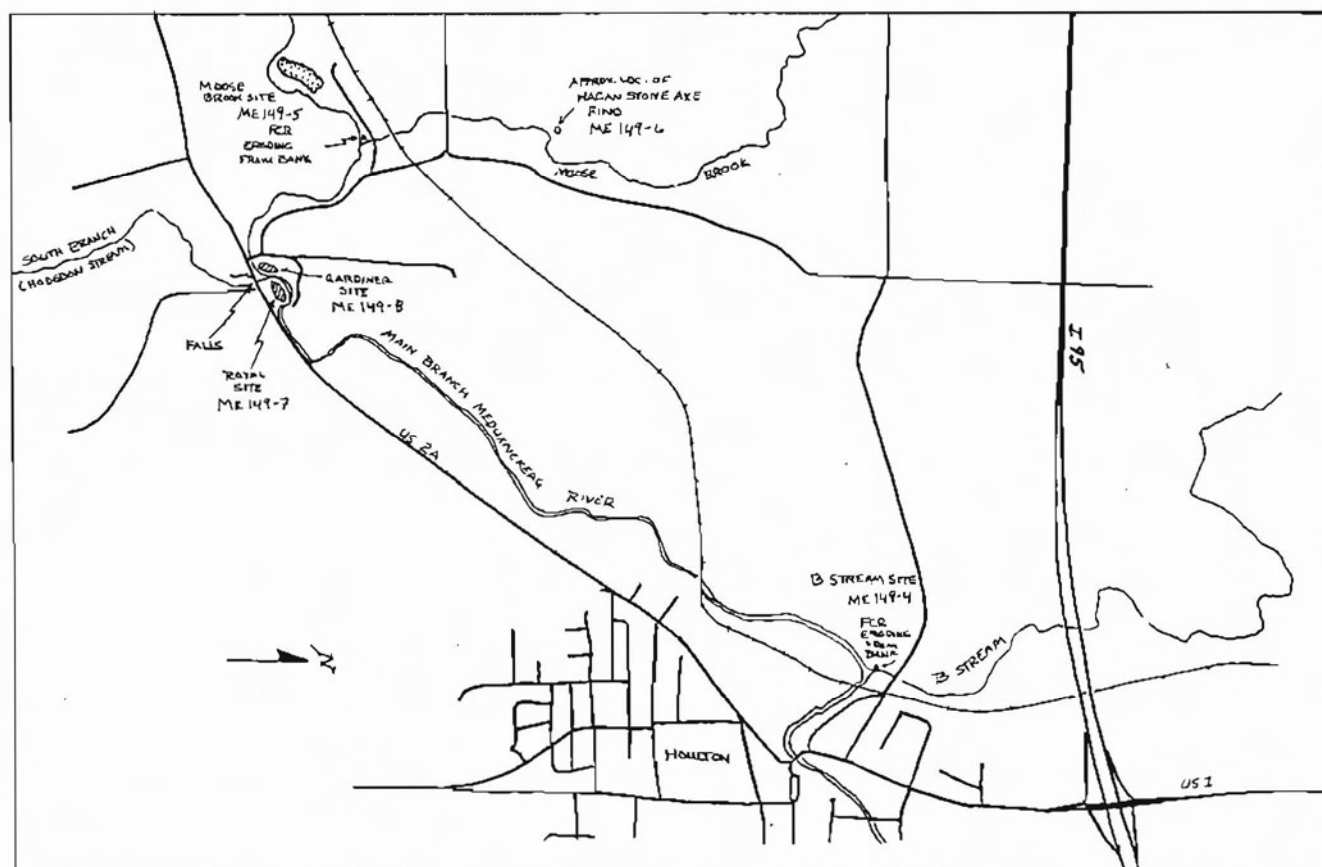 MOOSE
BROOK SITE
ME 149-5
FCR
ERODING
FROM BANK
APPROX. LOC. OF
HAGAN STONE AXE
FIND
ME 149-6
MOOSE BROOK
SOUTH BRANCH
(HODGDON STREAM)
GARDINER
SITE
ME 149-8
FALLS
ROYAL
SITE
ME 149-7
MAIN BRANCH MEDUXNEKEAG RIVER
US 2A
I 95
B STREAM SITE
ME 149-4
FCR
ERODING
FROM
BANK
B STREAM
N
HOULTON
US 1